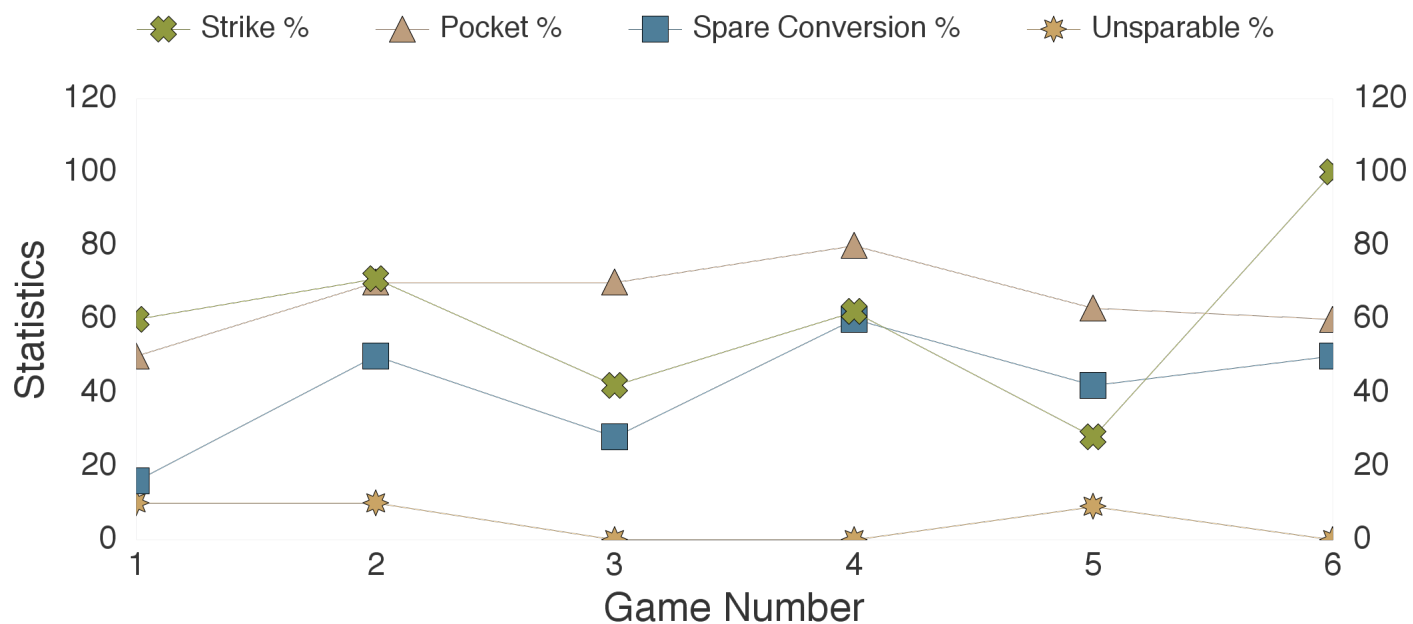 Strike % Pocket % Spare Conversion % Unsparable %
120 120
100 100
80 80
60 60
40 40
20 20
0 0
1 2 3 4 5 6
Statistics
Game Number